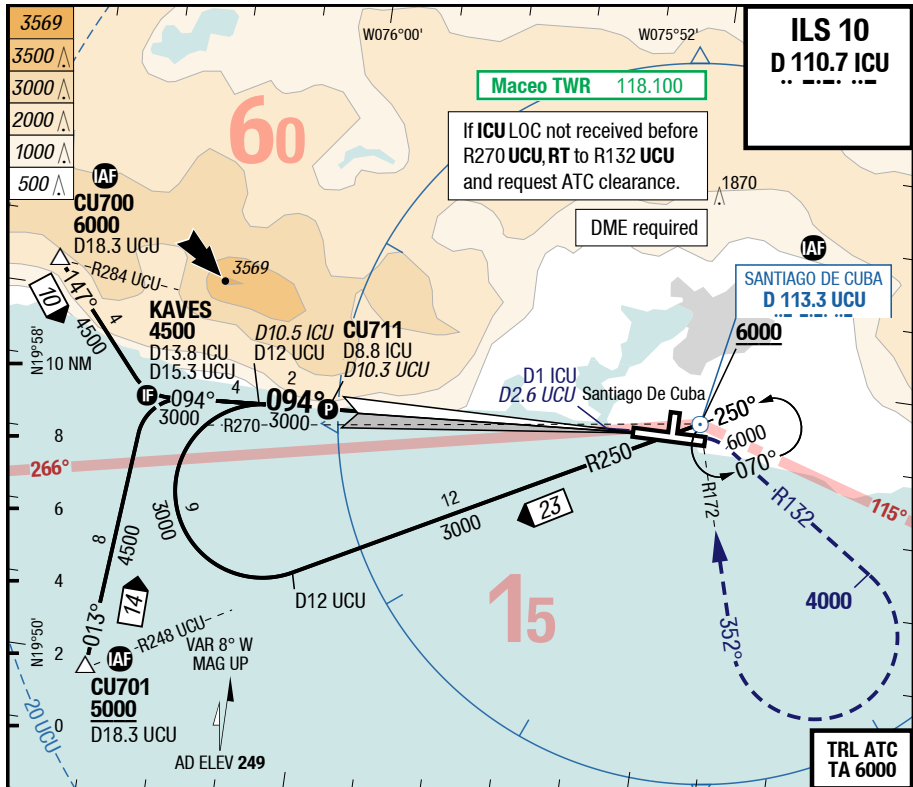 3569
3500
3000
2000
1000
500
W076°00'
W075°52'
ILS 10
D 110.7 ICU
Maceo TWR 118.100
If ICU LOC not received before
R270 UCU, RT to R132 UCU
and request ATC clearance.
DME required
60
1870
IAF
CU700
6000
D18.3 UCU
R284 UCU
3569
IAF
SANTIAGO DE CUBA
D 113.3 UCU
6000
147°
10
4
4500
KAVES
4500
D13.8 ICU
D15.3 UCU
D10.5 ICU
D12 UCU
CU711
D8.8 ICU
D10.3 UCU
N19°58'
10 NM
8
6
4
2
0
N19°50'
IF
094°
4
3000
2
094°
3000
P
R270
D1 ICU
D2.6 UCU
Santiago De Cuba
250°
6000
070°
R250
266°
115°
R172
R132
9
3000
12
3000
23
8
4500
14
013°
R248 UCU
D12 UCU
15
4000
352°
IAF
CU701
5000
D18.3 UCU
VAR 8° W
MAG UP
20 UCU
AD ELEV 249
TRL ATC
TA 6000